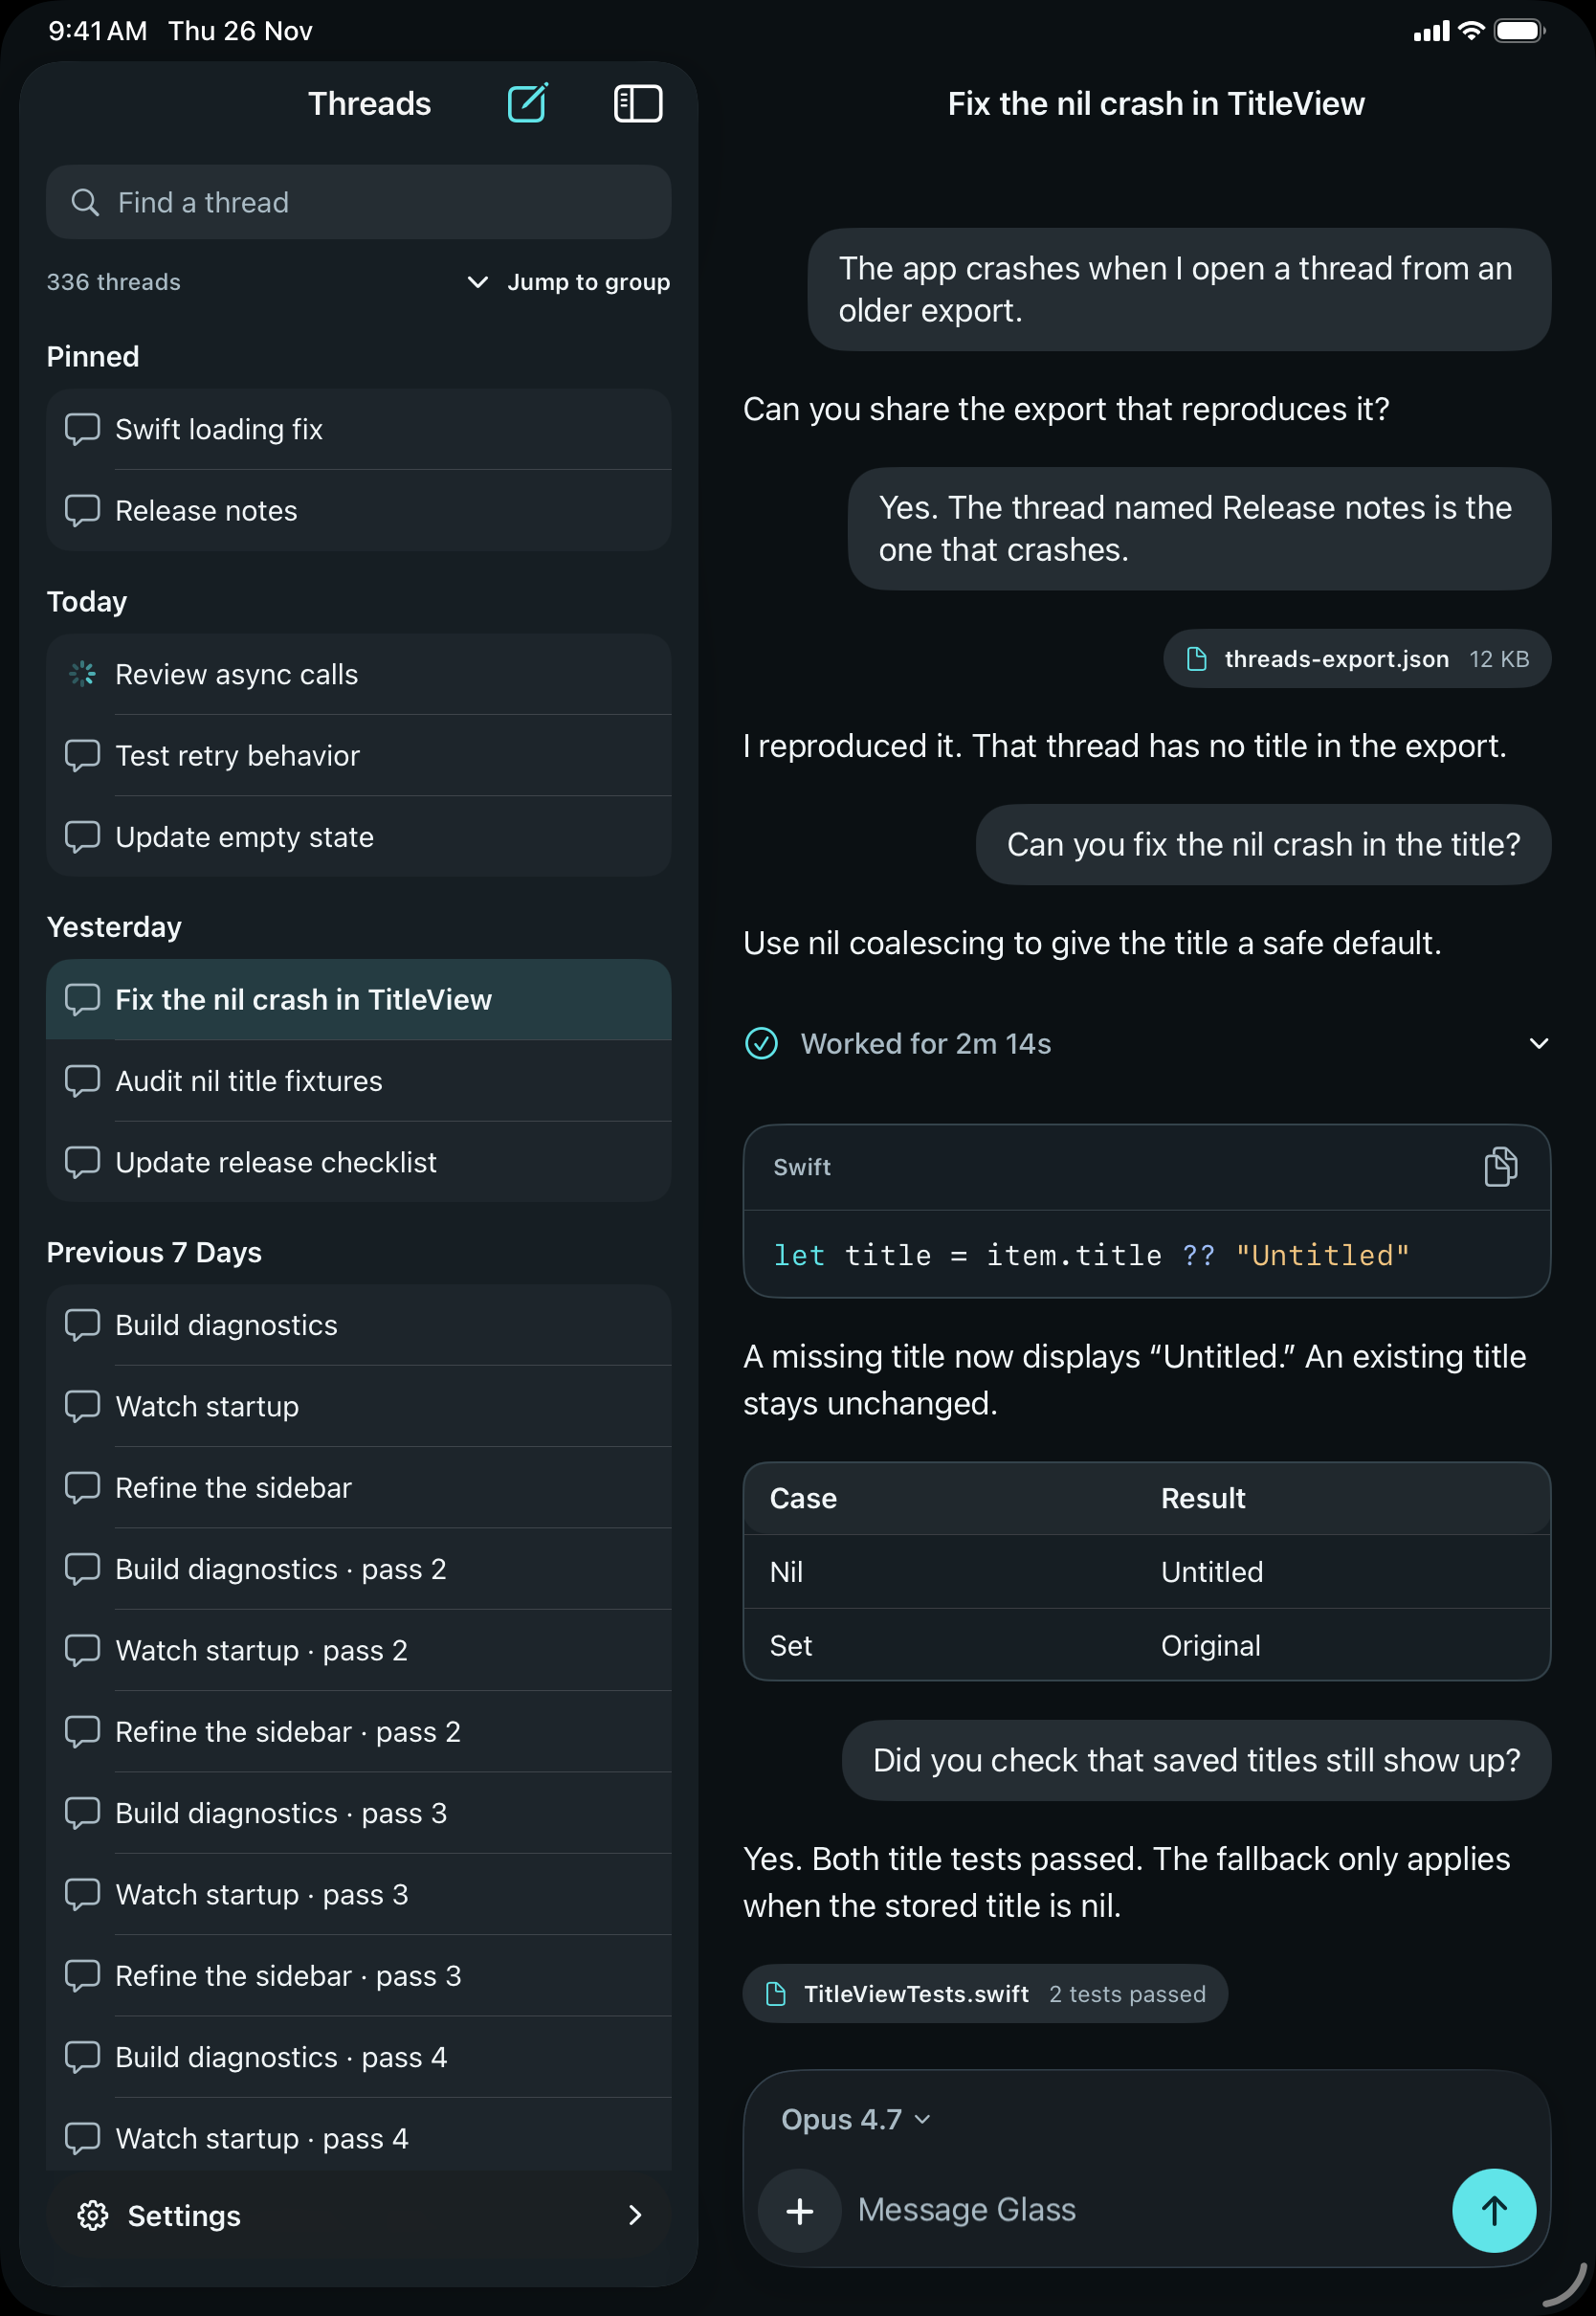 9:41 AM Thu 26 Nov
Threads
Find a thread
336 threads
Jump to group
Pinned
Swift loading fix
Release notes
Today
Review async calls
Test retry behavior
Update empty state
Yesterday
Fix the nil crash in TitleView
Audit nil title fixtures
Update release checklist
Previous 7 Days
Build diagnostics
Watch startup
Refine the sidebar
Build diagnostics · pass 2
Watch startup · pass 2
Refine the sidebar · pass 2
Build diagnostics · pass 3
Watch startup · pass 3
Refine the sidebar · pass 3
Build diagnostics · pass 4
Watch startup · pass 4
Settings
Fix the nil crash in TitleView
The app crashes when I open a thread from an
older export.
Can you share the export that reproduces it?
Yes. The thread named Release notes is the
one that crashes.
threads-export.json 12 KB
I reproduced it. That thread has no title in the export.
Can you fix the nil crash in the title?
Use nil coalescing to give the title a safe default.
Worked for 2m 14s
Swift
let title = item.title ?? "Untitled"
A missing title now displays “Untitled.” An existing title
stays unchanged.
Case Result
Nil Untitled
Set Original
Did you check that saved titles still show up?
Yes. Both title tests passed. The fallback only applies
when the stored title is nil.
TitleViewTests.swift 2 tests passed
Opus 4.7
Message Glass